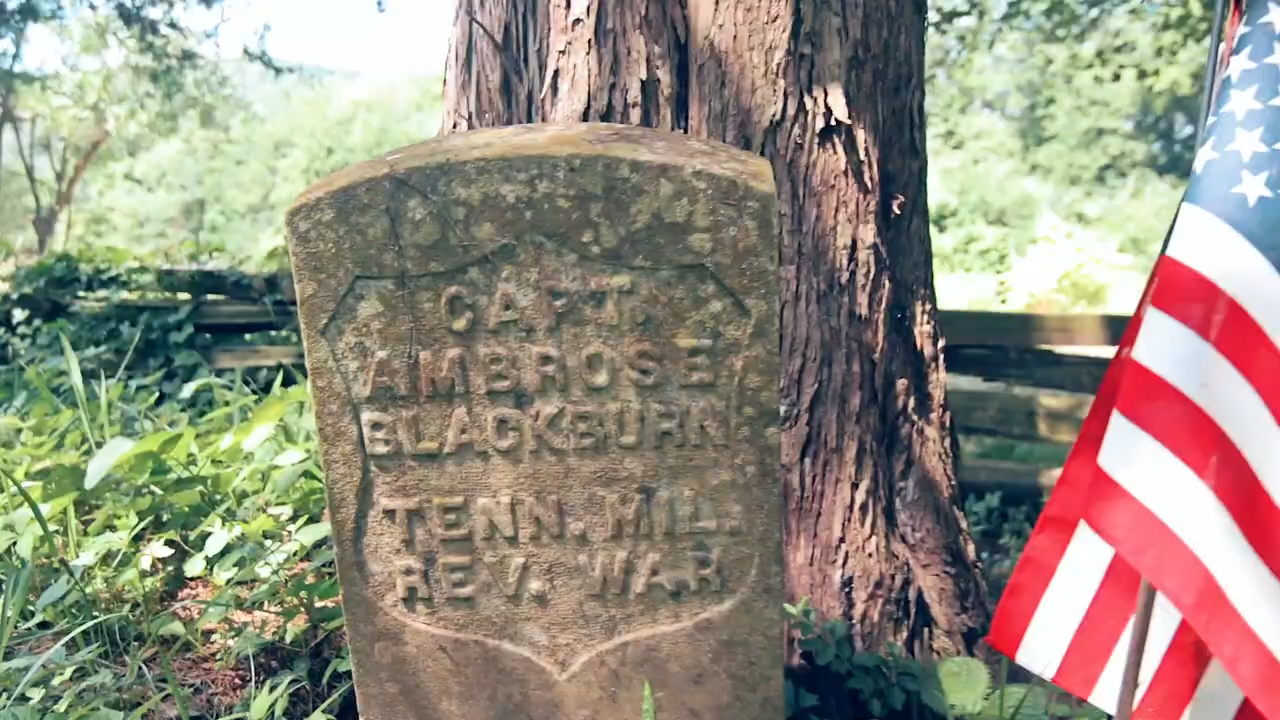 CAPT.
AMBROSE
BLACKBURN
TENN. MIL.
REV. WAR